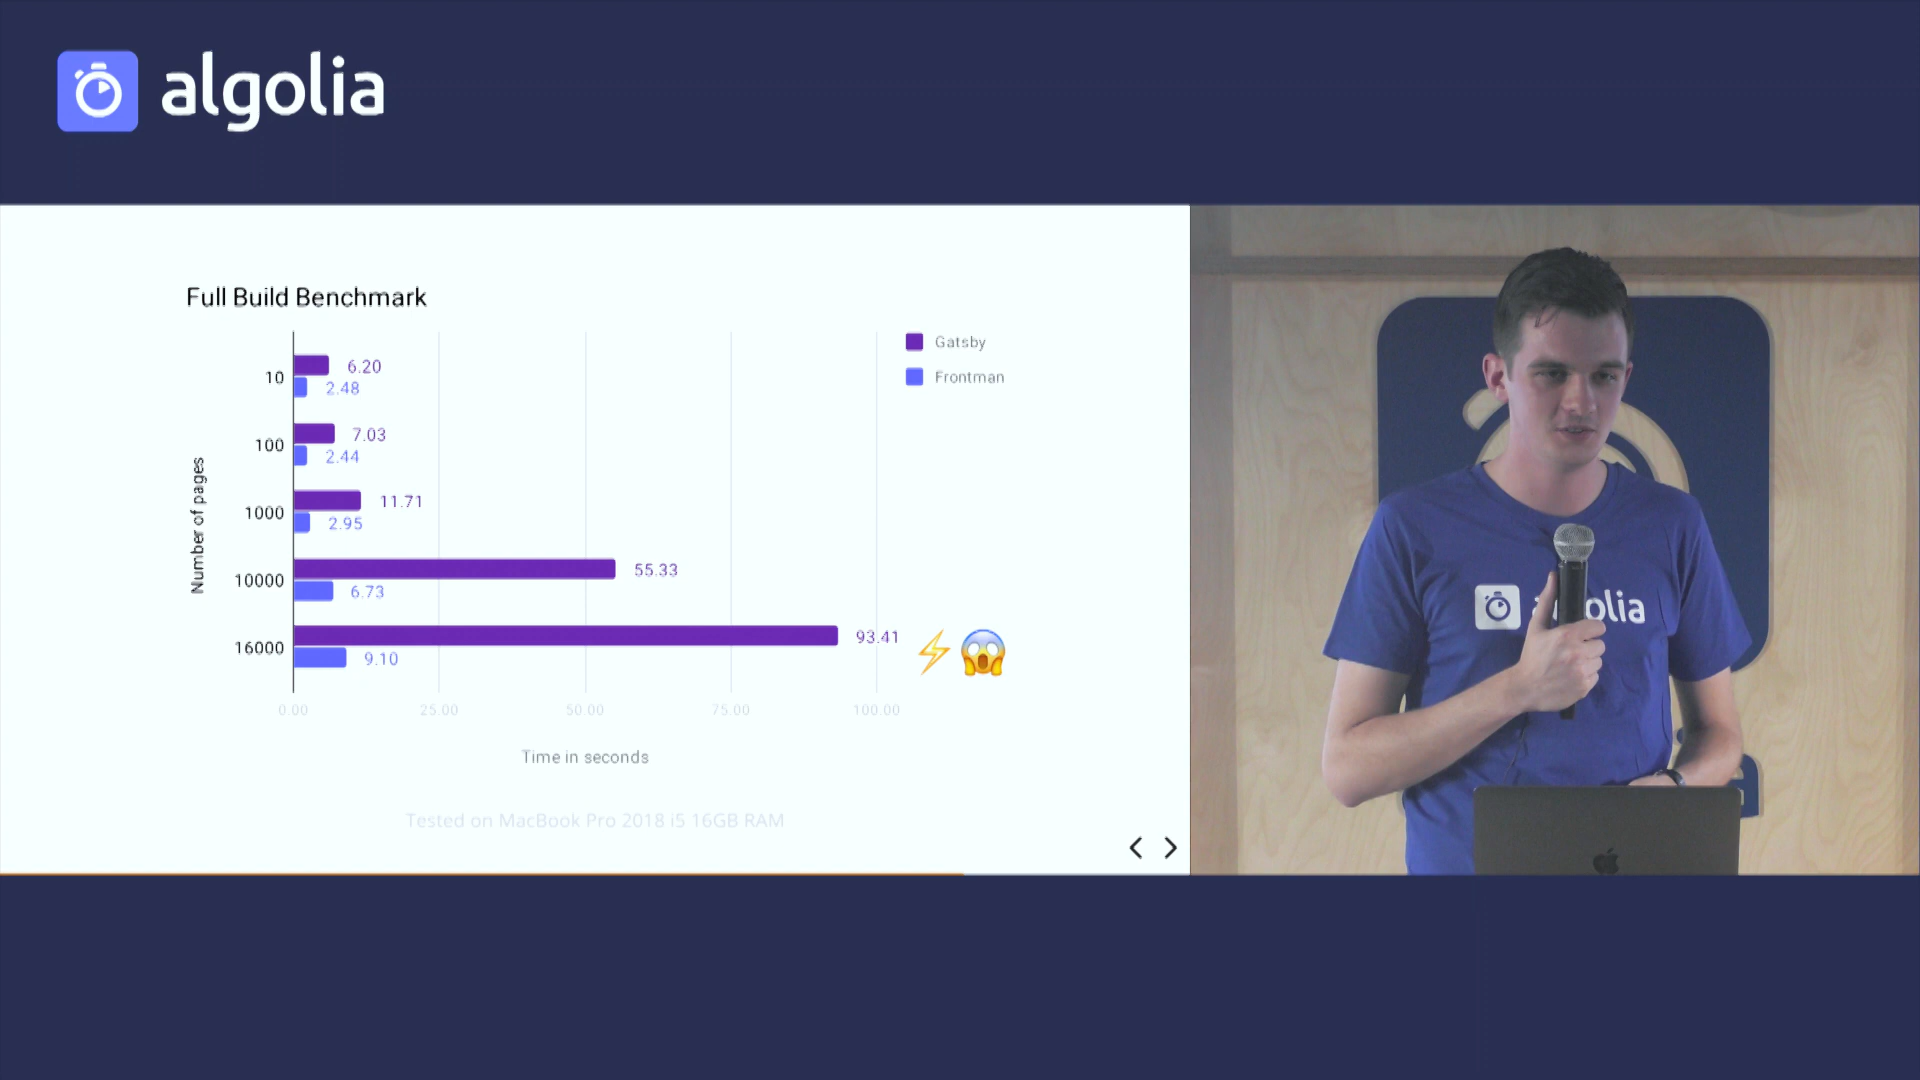 algolia
Full Build Benchmark
Gatsby
Frontman
Number of pages
10
6.20
2.48
100
7.03
2.44
1000
11.71
2.95
10000
55.33
6.73
16000
93.41
9.10
0.00 25.00 50.00 75.00 100.00
Time in seconds
Tested on MacBook Pro 2018 i5 16GB RAM
olia